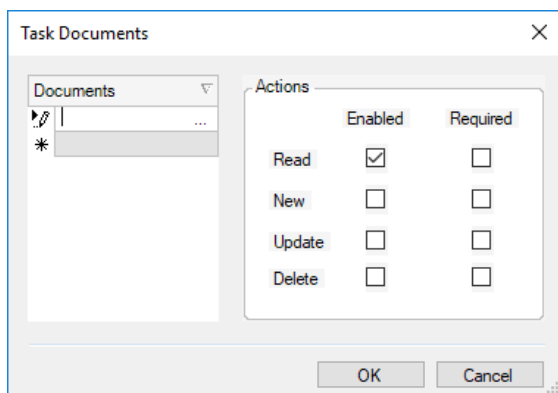 Task Documents
Documents
...
Actions
Enabled Required
Read
New
Update
Delete
OK Cancel